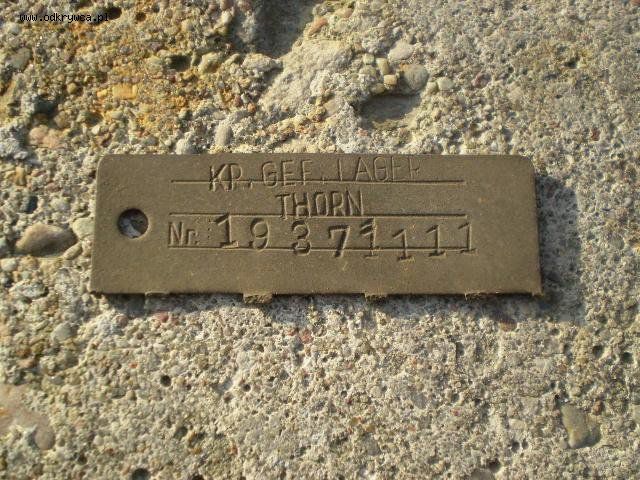 www.odkrywca.pl
KR. GEF. LAGER
THORN
Nr. 19371111